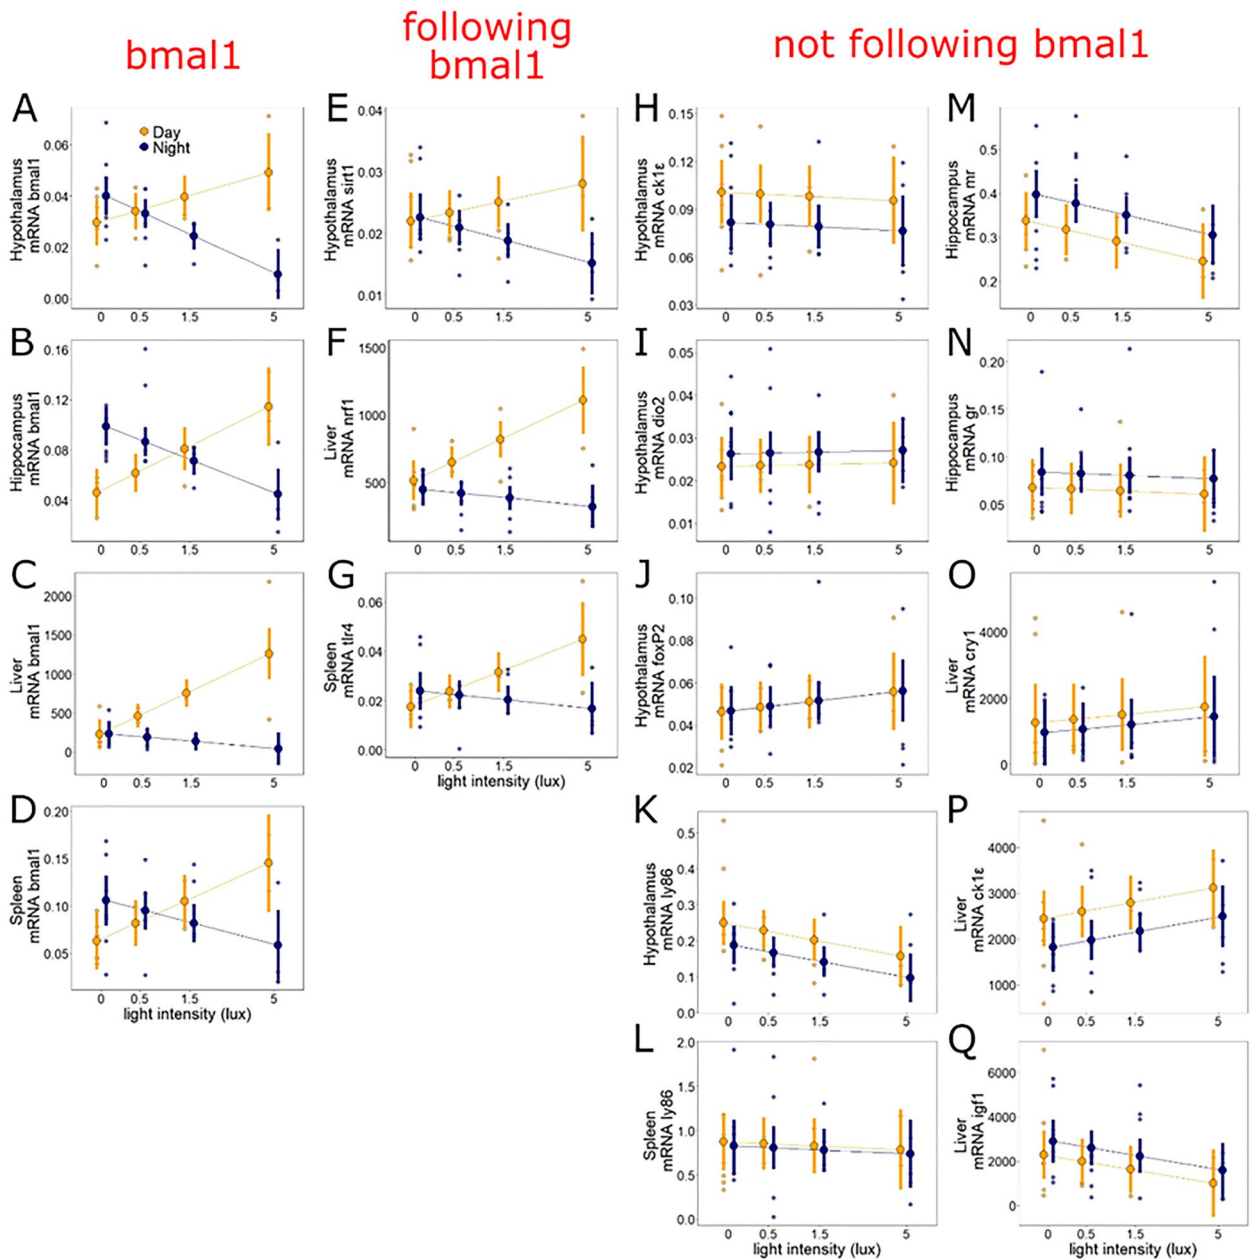 bmal1
following
bmal1
not following bmal1
A
Hypothalamus
mRNA bmal1
0.06
0.04
0.02
0.00
Day
Night
0 0.5 1.5 5
E
Hypothalamus
mRNA sirt1
0.04
0.03
0.02
0.01
0 0.5 1.5 5
H
Hypothalamus
mRNA ck1ε
0.15
0.12
0.09
0.06
0.03
0 0.5 1.5 5
M
Hippocampus
mRNA mr
0.5
0.4
0.3
0.2
0 0.5 1.5 5
B
Hippocampus
mRNA bmal1
0.16
0.12
0.08
0.04
0 0.5 1.5 5
F
Liver
mRNA nrf1
1500
1000
500
0 0.5 1.5 5
I
Hypothalamus
mRNA dio2
0.05
0.04
0.03
0.02
0.01
0 0.5 1.5 5
N
Hippocampus
mRNA gr
0.20
0.15
0.10
0.05
0 0.5 1.5 5
C
Liver
mRNA bmal1
2000
1500
1000
500
0
0 0.5 1.5 5
G
Spleen
mRNA tlr4
0.06
0.04
0.02
0.00
0 0.5 1.5 5
light intensity (lux)
J
Hypothalamus
mRNA foxP2
0.10
0.08
0.06
0.04
0.02
0 0.5 1.5 5
O
Liver
mRNA cry1
4000
2000
0
0 0.5 1.5 5
D
Spleen
mRNA bmal1
0.20
0.15
0.10
0.05
0 0.5 1.5 5
light intensity (lux)
K
Hypothalamus
mRNA ly86
0.5
0.4
0.3
0.2
0.1
0.0
0 0.5 1.5 5
P
Liver
mRNA ck1ε
4000
3000
2000
1000
0 0.5 1.5 5
L
Spleen
mRNA ly86
2.0
1.5
1.0
0.5
0.0
0 0.5 1.5 5
light intensity (lux)
Q
Liver
mRNA igf1
6000
4000
2000
0
0 0.5 1.5 5
light intensity (lux)